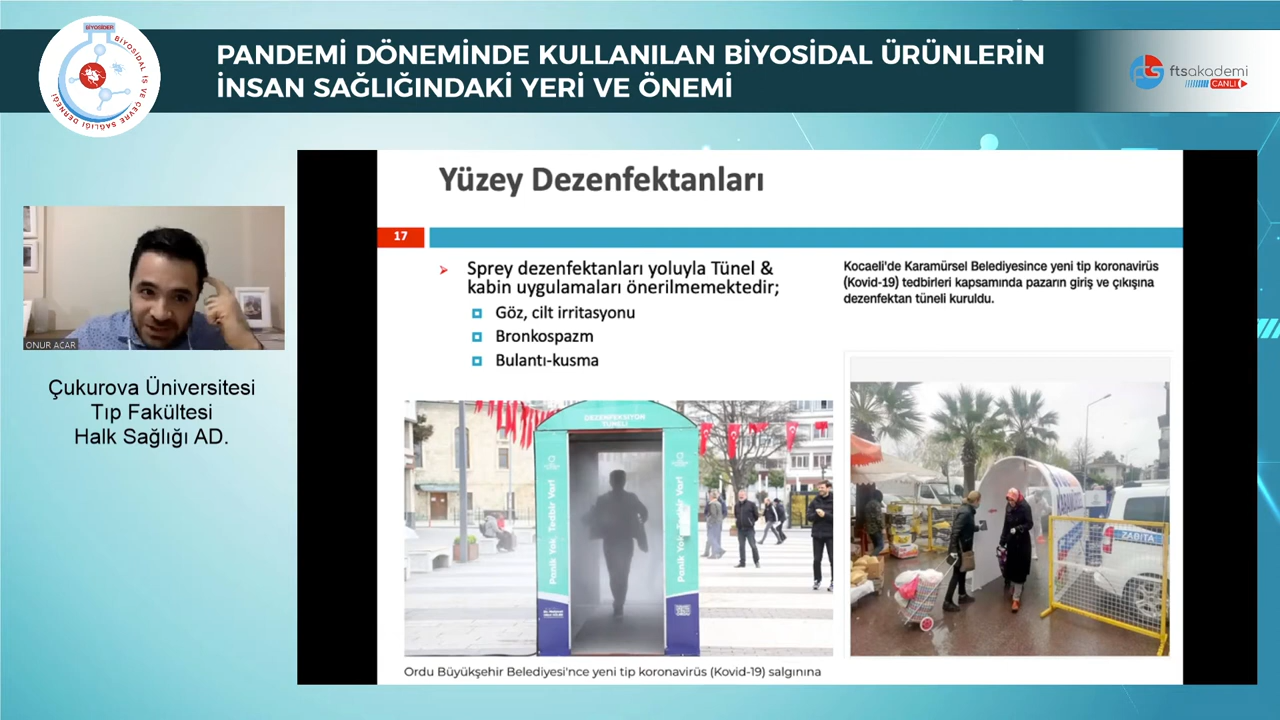 BİYOSİDER
BİYOSİDAL İS VE ÇEVRE SAĞLIĞI DERNEĞİ
PANDEMİ DÖNEMİNDE KULLANILAN BİYOSİDAL ÜRÜNLERİN
İNSAN SAĞLIĞINDAKİ YERİ VE ÖNEMİ
fts
ftsakademi
CANLI
ONUR ACAR
Çukurova Üniversitesi
Tıp Fakültesi
Halk Sağlığı AD.
Yüzey Dezenfektanları
17
Sprey dezenfektanları yoluyla Tünel &
kabin uygulamaları önerilmemektedir;
Göz, cilt irritasyonu
Bronkospazm
Bulantı-kusma
Kocaeli'de Karamürsel Belediyesince yeni tip koronavirüs
(Kovid-19) tedbirleri kapsamında pazarın giriş ve çıkışına
dezenfektan tüneli kuruldu.
DEZENFEKSİYON
TÜNELİ
Panik Yok, Tedbir Var!
Panik Yok, Tedbir Var!
ZABITA
Ordu Büyükşehir Belediyesi'nce yeni tip koronavirüs (Kovid-19) salgınına